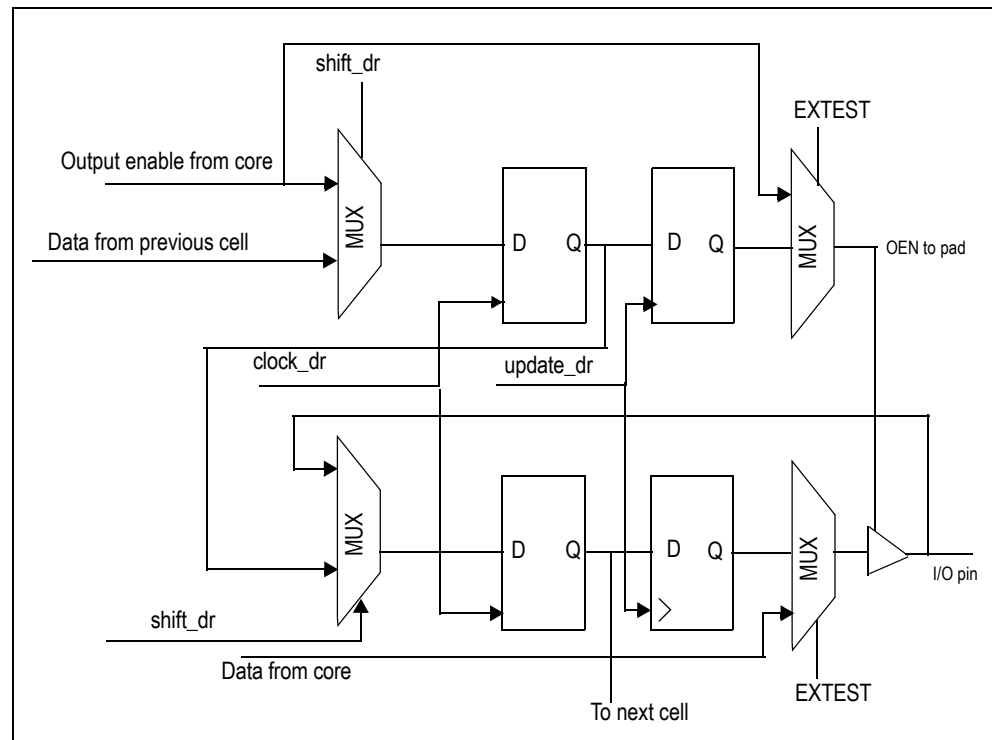 shift_dr
EXTEST
Output enable from core
MUX
D Q
D Q
MUX
Data from previous cell
OEN to pad
clock_dr
update_dr
MUX
D Q
D Q
MUX
I/O pin
shift_dr
Data from core
EXTEST
To next cell